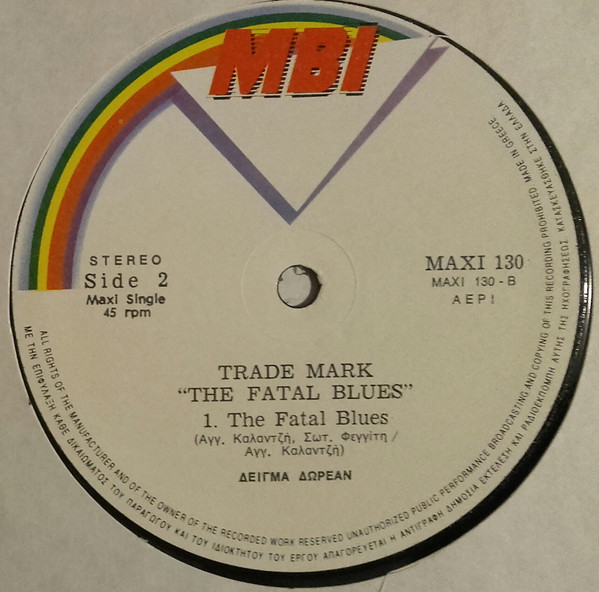 MBI
STEREO
Side 2
Maxi Single
45 rpm
MAXI 130
MAXI 130 - B
ΑΕΡΙ
TRADE MARK
"THE FATAL BLUES"
1. The Fatal Blues
(Αγγ. Καλαντζή, Σωτ. Φεγγίτη /
Αγγ. Καλαντζή)
ΔΕΙΓΜΑ ΔΩΡΕΑΝ
ALL RIGHTS OF THE MANUFACTURER AND OF THE OWNER OF THE RECORDED WORK RESERVED UNAUTHORIZED PUBLIC PERFORMANCE BROADCASTING AND COPYING OF THIS RECORDING PROHIBITED MADE IN GREECE
ΜΕ ΤΗΝ ΕΠΙΦΥΛΑΞΗ ΚΑΘΕ ΔΙΚΑΙΩΜΑΤΟΣ ΤΟΥ ΠΑΡΑΓΩΓΟΥ ΚΑΙ ΤΟΥ ΙΔΙΟΚΤΗΤΟΥ ΤΟΥ ΕΡΓΟΥ ΑΠΑΓΟΡΕΥΕΤΑΙ Η ΑΝΤΙΓΡΑΦΗ ΔΗΜΟΣΙΑ ΕΚΤΕΛΕΣΗ ΚΑΙ ΡΑΔΙΟΕΚΠΟΜΠΗ ΑΥΤΗΣ ΤΗΣ ΗΧΟΓΡΑΦΗΣΕΩΣ ΚΑΤΑΣΚΕΥΑΣΘΗΚΕ ΣΤΗΝ ΕΛΛΑΔΑ